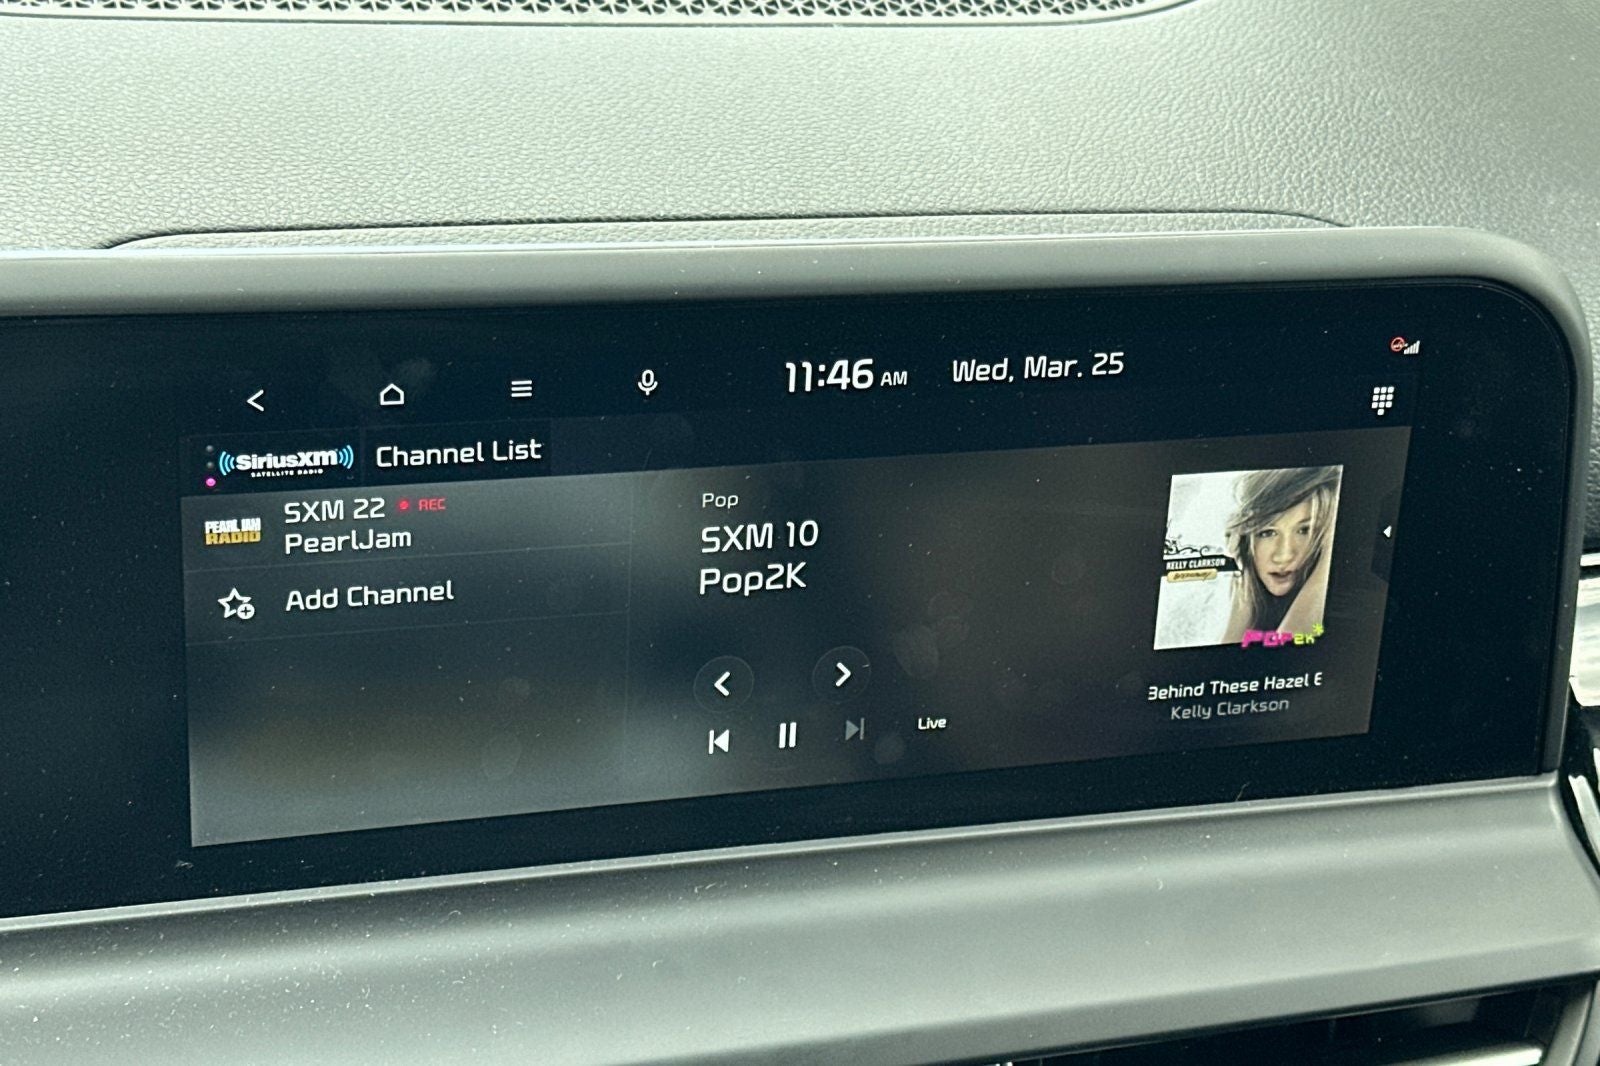 11:46 AM Wed, Mar. 25
((SiriusXM)) Channel List
SATELLITE RADIO
PEARL JAM
RADIO
SXM 22 REC
PearlJam
Add Channel
Pop
SXM 10
Pop2K
Live
KELLY CLARKSON
POP2K
Behind These Hazel E
Kelly Clarkson